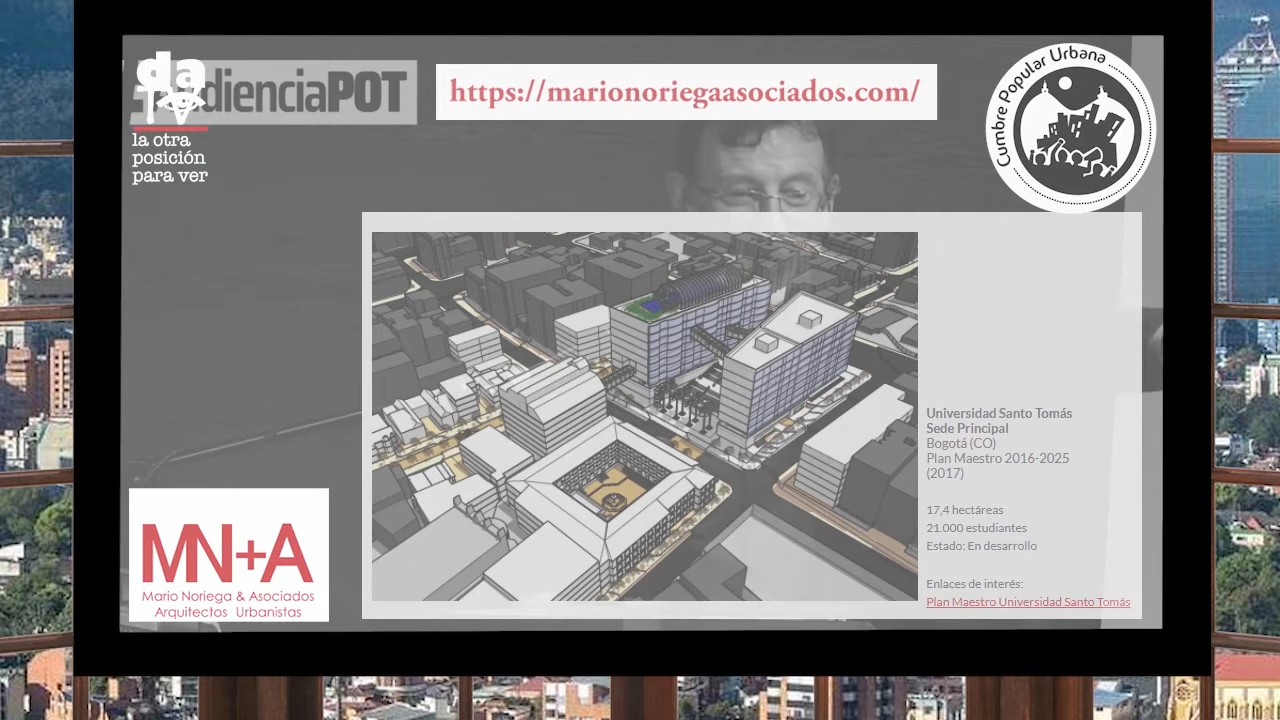 da
dienciaPOT
la otra
posición
para ver
https://marionoriegaasociados.com/
Cumbre Popular Urbana
Universidad Santo Tomás
Sede Principal
Bogotá (CO)
Plan Maestro 2016-2025
(2017)
17,4 hectáreas
21.000 estudiantes
Estado: En desarrollo
Enlaces de interés:
Plan Maestro Universidad Santo Tomás
MN+A
Mario Noriega & Asociados
Arquitectos Urbanistas